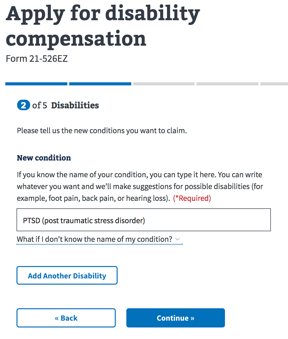 Apply for disability
compensation
Form 21-526EZ
2 of 5 Disabilities
Please tell us the new conditions you want to claim.
New condition
If you know the name of your condition, you can type it here. You can write
whatever you want and we'll make suggestions for possible disabilities (for
example, foot pain, back pain, or hearing loss). (*Required)
PTSD (post traumatic stress disorder)
What if I don't know the name of my condition?
Add Another Disability
« Back
Continue »